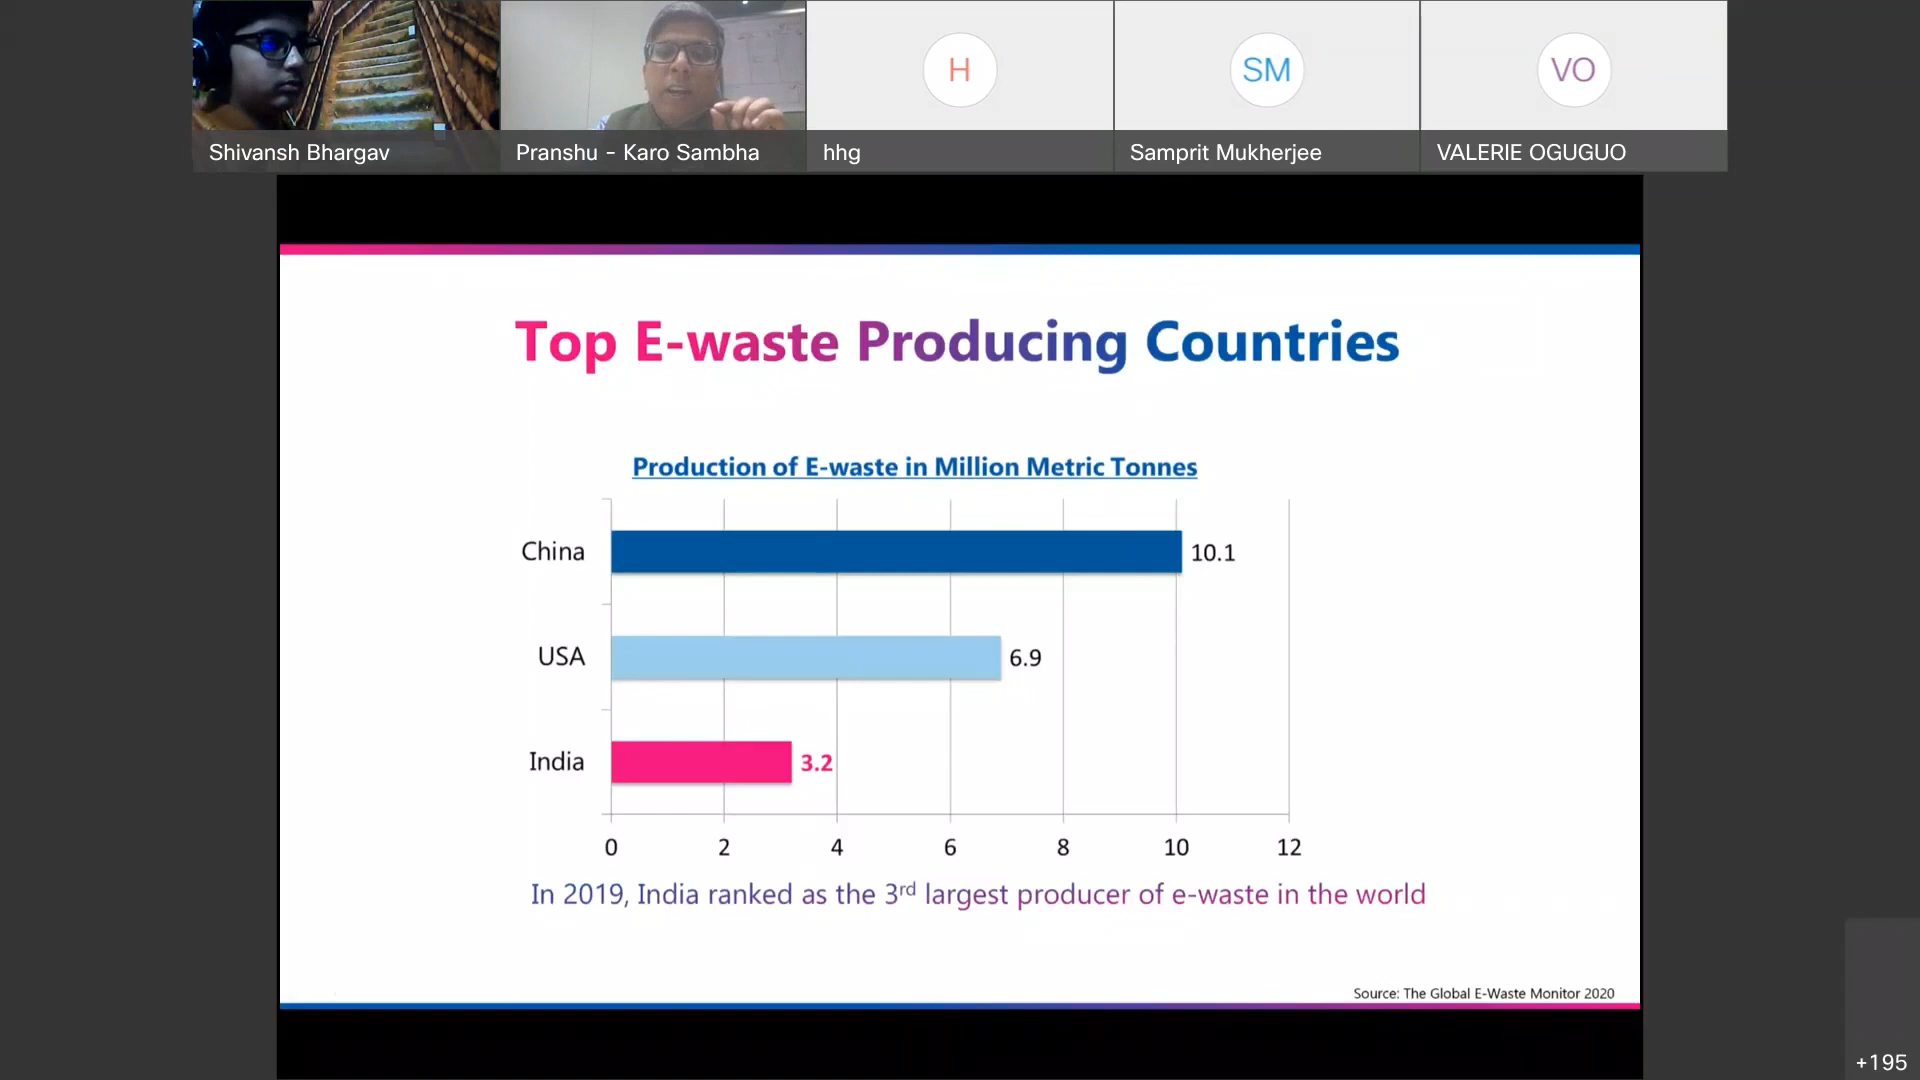 Shivansh Bhargav
Pranshu - Karo Sambha
H
hhg
SM
Samprit Mukherjee
VO
VALERIE OGUGUO
Top E-waste Producing Countries
Production of E-waste in Million Metric Tonnes
China 10.1
USA 6.9
India 3.2
0 2 4 6 8 10 12
In 2019, India ranked as the 3rd largest producer of e-waste in the world
Source: The Global E-Waste Monitor 2020
+195